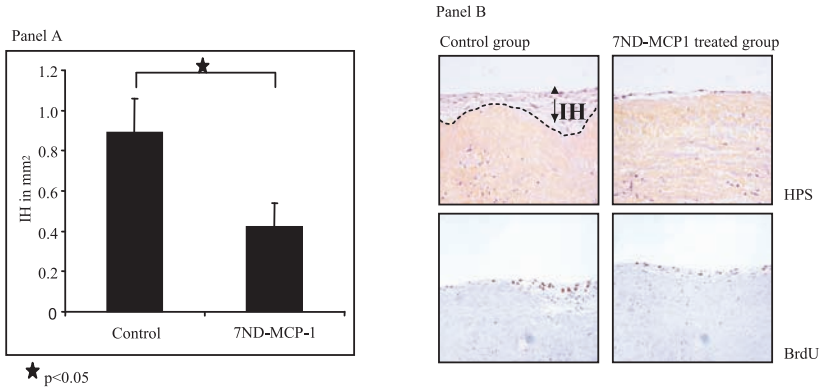 Panel A
IH in mm2
1.2
1.0
0.8
0.6
0.4
0.2
0
Control
7ND-MCP-1
★ p<0.05
Panel B
Control group
7ND-MCP1 treated group
IH
HPS
BrdU